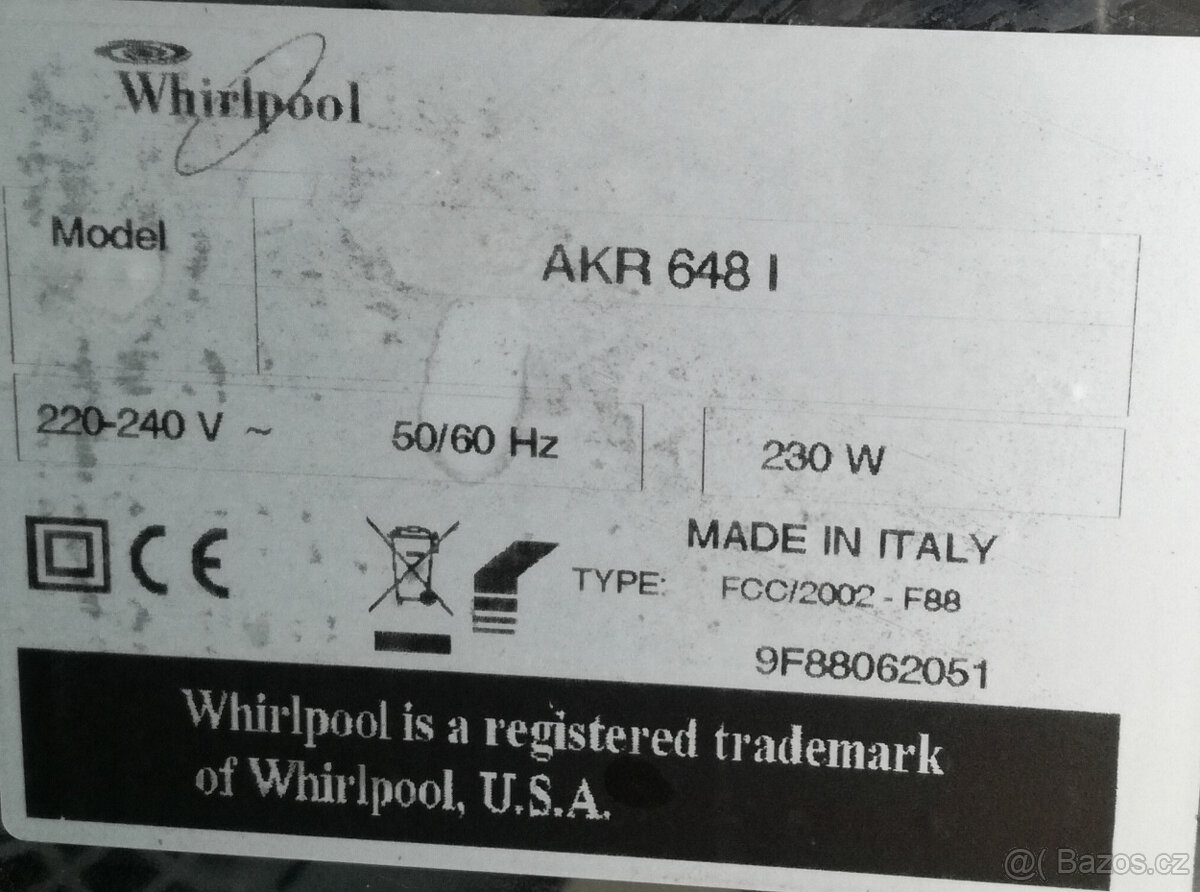 Whirlpool
Model AKR 648 I
220-240 V ~ 50/60 Hz 230 W
CE
MADE IN ITALY
TYPE: FCC/2002 - F88
9F88062051
Whirlpool is a registered trademark
of Whirlpool, U.S.A.
@( Bazos.cz